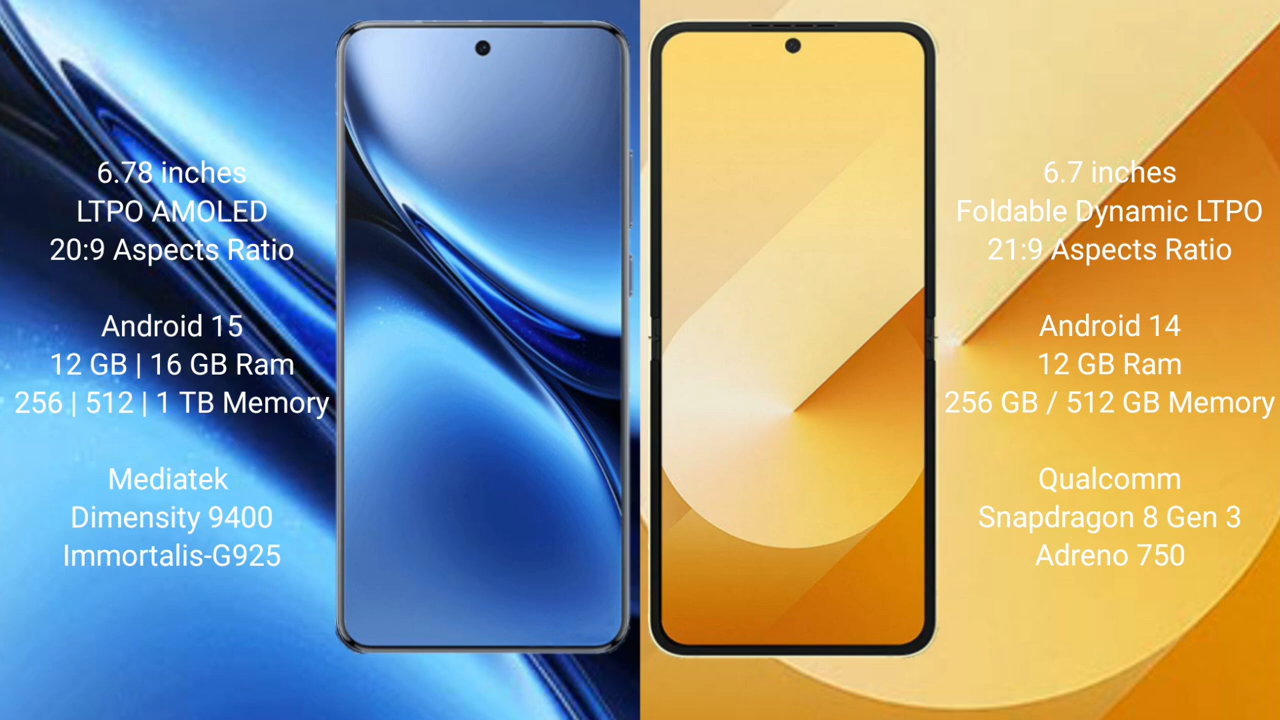 6.78 inches
LTPO AMOLED
20:9 Aspects Ratio
Android 15
12 GB | 16 GB Ram
256 | 512 | 1 TB Memory
Mediatek
Dimensity 9400
Immortalis-G925
6.7 inches
Foldable Dynamic LTPO
21:9 Aspects Ratio
Android 14
12 GB Ram
256 GB / 512 GB Memory
Qualcomm
Snapdragon 8 Gen 3
Adreno 750